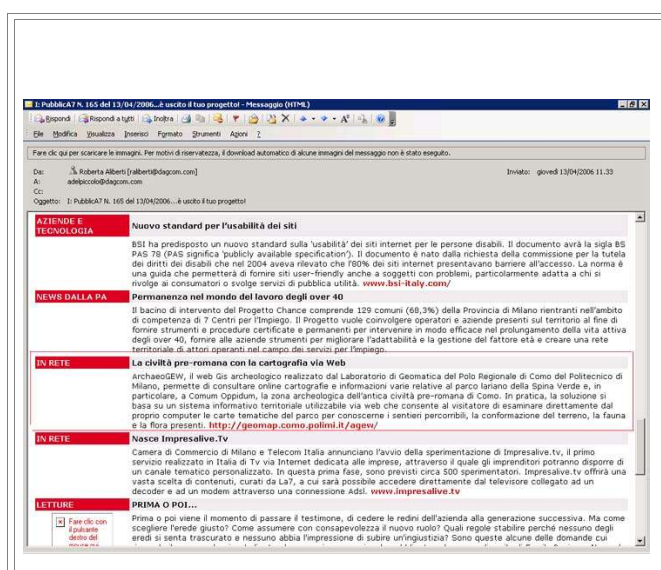 I: PubblicA7 N. 165 del 13/04/2006...è uscito il tuo progetto! - Messaggio (HTML)
Rispondi Rispondi a tutti Inoltra
File Modifica Visualizza Inserisci Formato Strumenti Azioni ?
Fare clic qui per scaricare le immagini. Per motivi di riservatezza, il download automatico di alcune immagini del messaggio non è stato eseguito.
Da: Roberta Aliberti [raliberti@dagcom.com] Inviato: giovedì 13/04/2006 11.33
A: adelpiccolo@dagcom.com
Cc:
Oggetto: I: PubblicA7 N. 165 del 13/04/2006...è uscito il tuo progetto!
AZIENDE E
TECNOLOGIA
Nuovo standard per l'usabilità dei siti
BSI ha predisposto un nuovo standard sulla 'usabilità' dei siti internet per le persone disabili. Il documento avrà la sigla BS
PAS 78 (PAS significa 'publicly available specification'). Il documento è nato dalla richiesta della commissione per la tutela
dei diritti dei disabili che nel 2004 aveva rilevato che l'80% dei siti internet presentavano barriere all'accesso. La norma è
una guida che permetterà di fornire siti user-friendly anche a soggetti con problemi, particolarmente adatta a chi si
rivolge ai consumatori o svolge servizi di pubblica utilità. www.bsi-italy.com/
NEWS DALLA PA
Permanenza nel mondo del lavoro degli over 40
Il bacino di intervento del Progetto Chance comprende 129 comuni (68,3%) della Provincia di Milano rientranti nell'ambito
di competenza di 7 Centri per l'Impiego. Il Progetto vuole coinvolgere operatori e aziende presenti sul territorio al fine di
fornire strumenti e procedure certificate e permanenti per intervenire in modo efficace nel prolungamento della vita attiva
degli over 40, fornire alle aziende strumenti per migliorare l'adattabilità e la gestione del fattore età e creare una rete
territoriale di attori operanti nel campo dei servizi per l'impiego.
IN RETE
La civiltà pre-romana con la cartografia via Web
ArchaeoGEW, il web Gis archeologico realizzato dal Laboratorio di Geomatica del Polo Regionale di Como del Politecnico di
Milano, permette di consultare online cartografie e informazioni varie relative al parco lariano della Spina Verde e, in
particolare, a Comum Oppidum, la zona archeologica dell'antica civiltà pre-romana di Como. In pratica, la soluzione si
basa su un sistema informativo territoriale utilizzabile via web che consente al visitatore di esaminare direttamente dal
proprio computer le carte tematiche del parco per conoscerne i sentieri percorribili, la conformazione del terreno, la fauna
e la flora presenti. http://geomap.como.polimi.it/agew/
IN RETE
Nasce Impresalive.Tv
Camera di Commercio di Milano e Telecom Italia annunciano l'avvio della sperimentazione di Impresalive.tv, il primo
servizio realizzato in Italia di Tv via Internet dedicata alle imprese, attraverso il quale gli imprenditori potranno disporre di
un canale tematico personalizzato. In questa prima fase, sono previsti circa 500 sperimentatori. Impresalive.tv offrirà una
vasta scelta di contenuti, curati da La7, a cui sarà possibile accedere direttamente dal televisore collegato ad un
decoder e ad un modem attraverso una connessione Adsl. www.impresalive.tv
LETTURE
PRIMA O POI...
Fare clic con
il pulsante
destro del
Prima o poi viene il momento di passare il testimone, di cedere le redini dell'azienda alla generazione successiva. Ma come
scegliere l'erede giusto? Come assumere con consapevolezza il nuovo ruolo? Quali regole stabilire perché nessuno degli
eredi si senta trascurato e nessuno abbia l'impressione di subire un'ingiustizia? Sono queste alcune delle domande cui